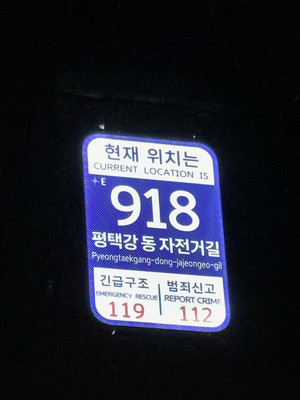 현재 위치는
CURRENT LOCATION IS
E
918
평택강 동 자전거길
Pyeongtaekgang-dong-jajeongeo-gil
긴급구조
EMERGENCY RESCUE
119
범죄신고
REPORT CRIME
112